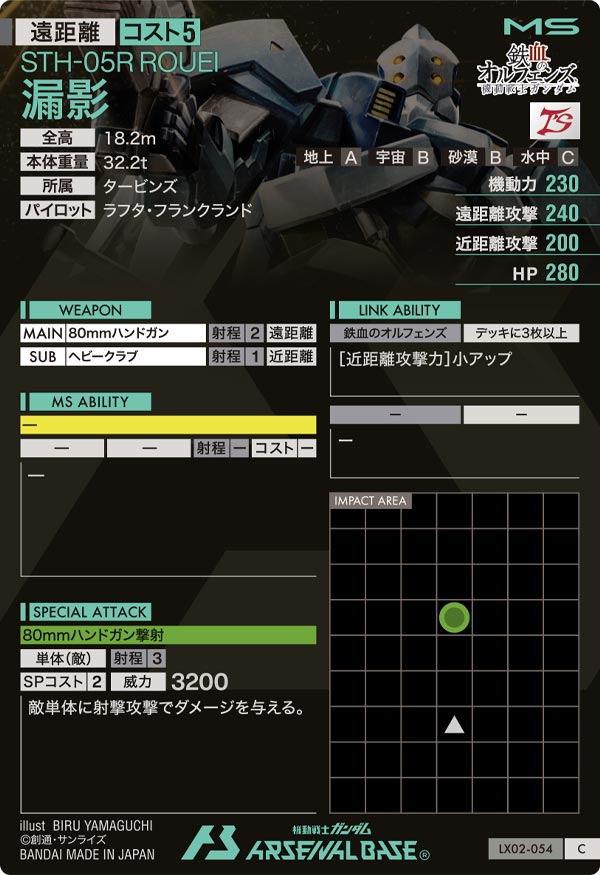 遠距離 コスト5
MS
STH-05R ROUEI
漏影
鉄血のオルフェンズ
機動戦士ガンダム
TS
全高 18.2m
本体重量 32.2t
所属 タービンズ
パイロット ラフタ・フランクランド
地上 A 宇宙 B 砂漠 B 水中 C
機動力 230
遠距離攻撃 240
近距離攻撃 200
HP 280
WEAPON
MAIN 80mmハンドガン 射程 2 遠距離
SUB ヘビークラブ 射程 1 近距離
LINK ABILITY
鉄血のオルフェンズ デッキに3枚以上
[近距離攻撃力]小アップ
— —
—
MS ABILITY
—
— — 射程 — コスト —
—
IMPACT AREA
SPECIAL ATTACK
80mmハンドガン撃射
単体(敵) 射程 3
SPコスト 2 威力 3200
敵単体に射撃攻撃でダメージを与える。
illust BIRU YAMAGUCHI
©創通・サンライズ
BANDAI MADE IN JAPAN
機動戦士ガンダム
AB ARSENAL BASE ®
LX02-054 C